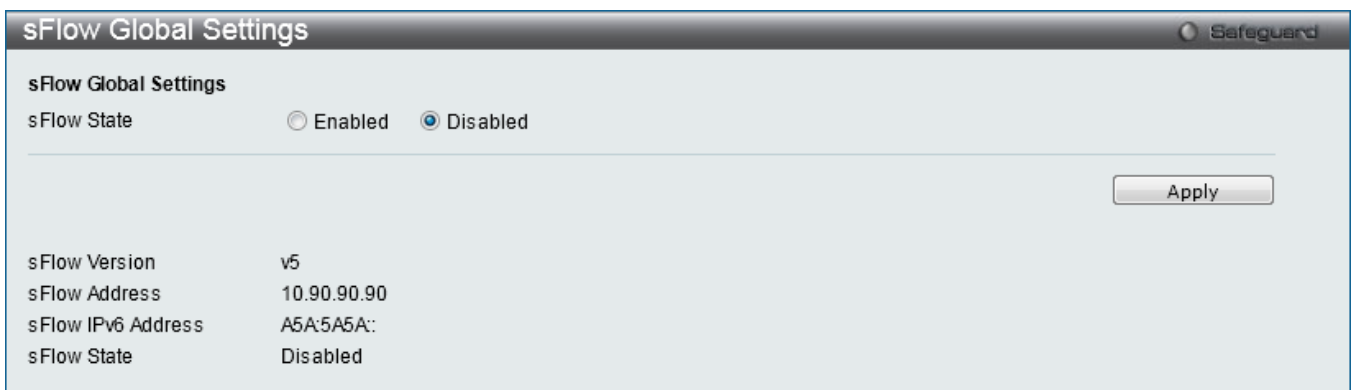 sFlow Global Settings
Safeguard
sFlow Global Settings
sFlow State Enabled Disabled
Apply
sFlow Version v5
sFlow Address 10.90.90.90
sFlow IPv6 Address A5A:5A5A::
sFlow State Disabled